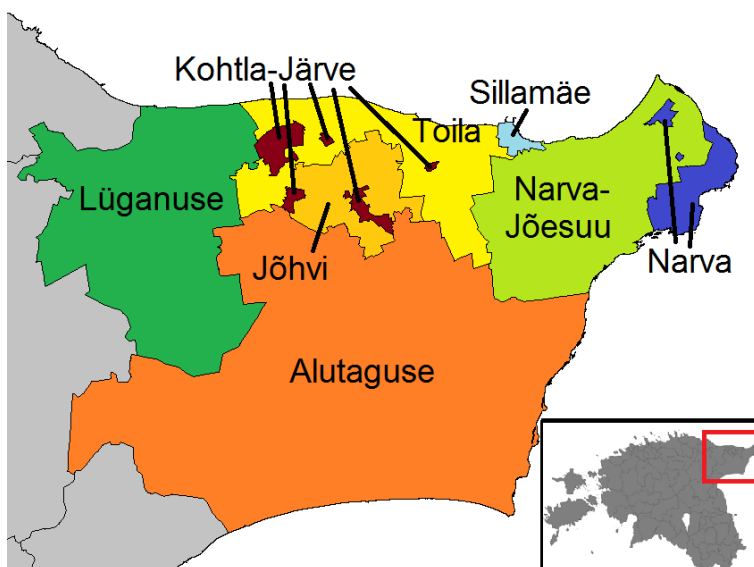 Kohtla-Järve
Sillamäe
Toila
Lüganuse
Narva-
Jõesuu
Jõhvi
Narva
Alutaguse